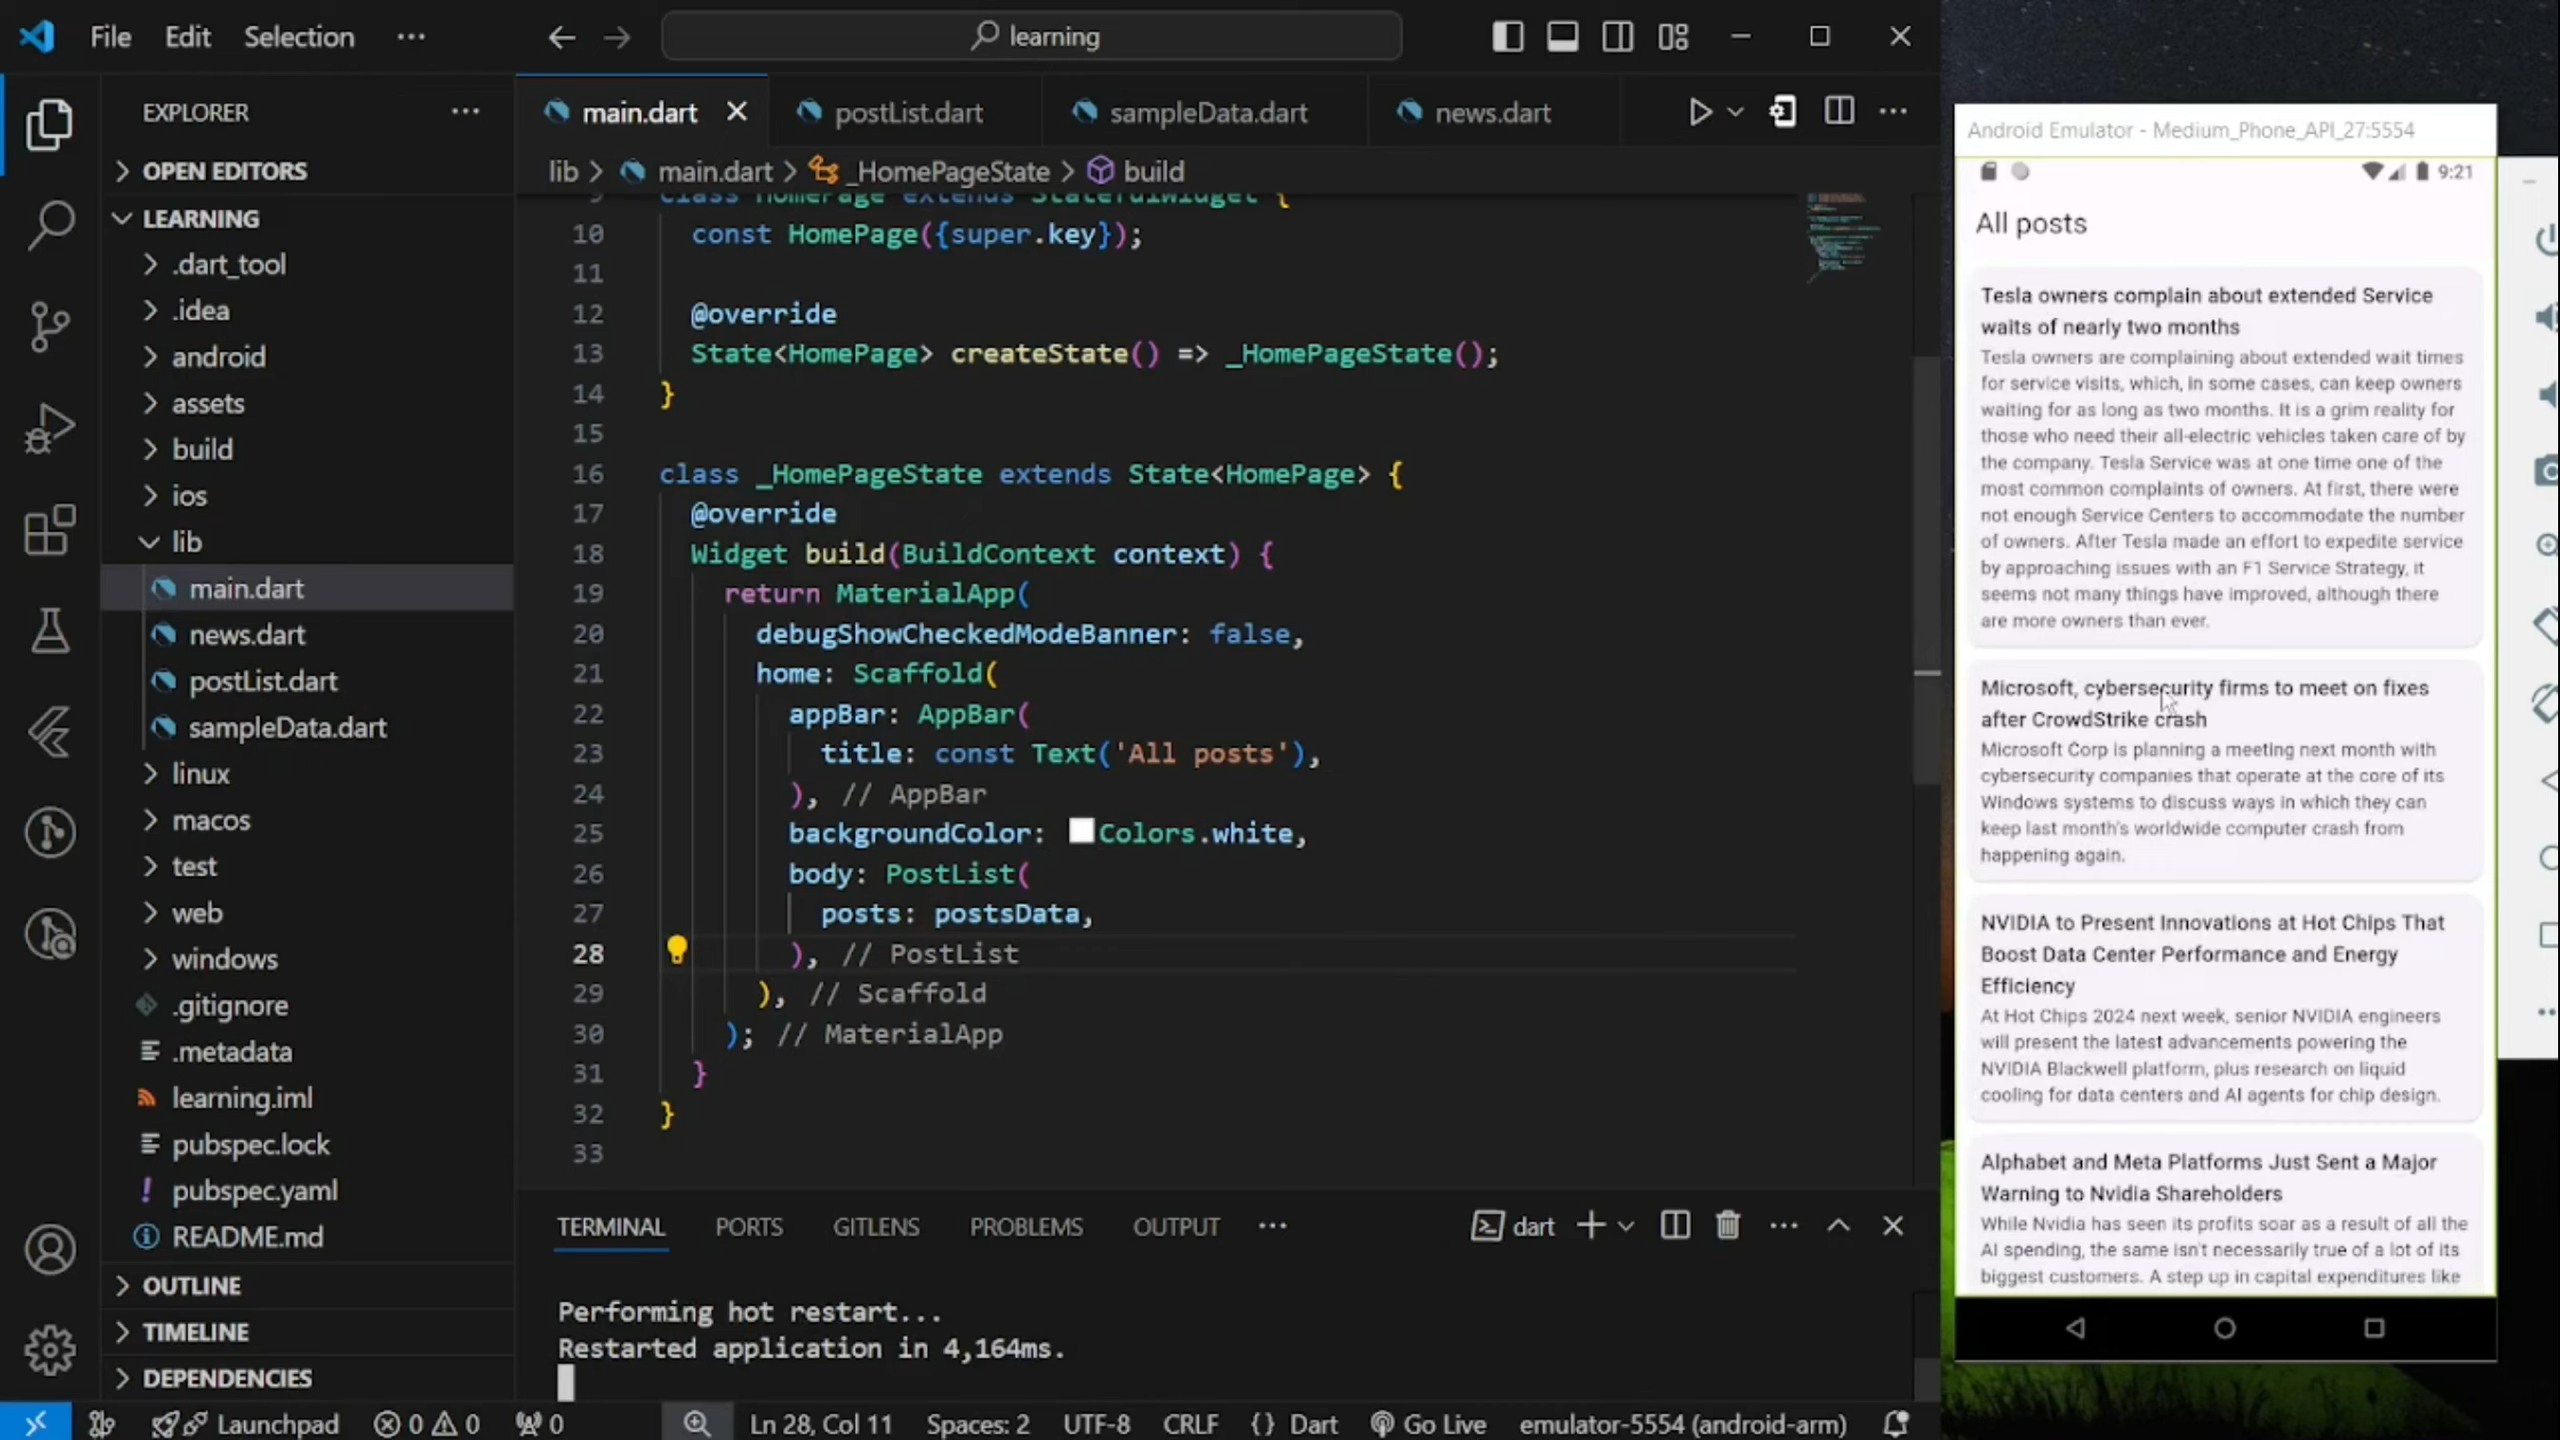 File Edit Selection ···
learning
EXPLORER ···
OPEN EDITORS
LEARNING
.dart_tool
.idea
android
assets
build
ios
lib
main.dart
news.dart
postList.dart
sampleData.dart
linux
macos
test
web
windows
.gitignore
.metadata
learning.iml
pubspec.lock
pubspec.yaml
README.md
OUTLINE
TIMELINE
DEPENDENCIES
main.dart postList.dart sampleData.dart news.dart
lib > main.dart > _HomePageState > build
9 class HomePage extends StatefulWidget {
10 const HomePage({super.key});
11
12 @override
13 State<HomePage> createState() => _HomePageState();
14 }
15
16 class _HomePageState extends State<HomePage> {
17 @override
18 Widget build(BuildContext context) {
19 return MaterialApp(
20 debugShowCheckedModeBanner: false,
21 home: Scaffold(
22 appBar: AppBar(
23 title: const Text('All posts'),
24 ), // AppBar
25 backgroundColor: Colors.white,
26 body: PostList(
27 posts: postsData,
28 ), // PostList
29 ), // Scaffold
30 ); // MaterialApp
31 }
32 }
33
TERMINAL PORTS GITLENS PROBLEMS OUTPUT ··· dart
Performing hot restart...
Restarted application in 4,164ms.
Launchpad 0 0 0 Ln 28, Col 11 Spaces: 2 UTF-8 CRLF {} Dart Go Live emulator-5554 (android-arm)
Android Emulator - Medium_Phone_API_27:5554
9:21
All posts
Tesla owners complain about extended Service
waits of nearly two months
Tesla owners are complaining about extended wait times
for service visits, which, in some cases, can keep owners
waiting for as long as two months. It is a grim reality for
those who need their all-electric vehicles taken care of by
the company. Tesla Service was at one time one of the
most common complaints of owners. At first, there were
not enough Service Centers to accommodate the number
of owners. After Tesla made an effort to expedite service
by approaching issues with an F1 Service Strategy, it
seems not many things have improved, although there
are more owners than ever.
Microsoft, cybersecurity firms to meet on fixes
after CrowdStrike crash
Microsoft Corp is planning a meeting next month with
cybersecurity companies that operate at the core of its
Windows systems to discuss ways in which they can
keep last month's worldwide computer crash from
happening again.
NVIDIA to Present Innovations at Hot Chips That
Boost Data Center Performance and Energy
Efficiency
At Hot Chips 2024 next week, senior NVIDIA engineers
will present the latest advancements powering the
NVIDIA Blackwell platform, plus research on liquid
cooling for data centers and AI agents for chip design.
Alphabet and Meta Platforms Just Sent a Major
Warning to Nvidia Shareholders
While Nvidia has seen its profits soar as a result of all the
AI spending, the same isn't necessarily true of a lot of its
biggest customers. A step up in capital expenditures like